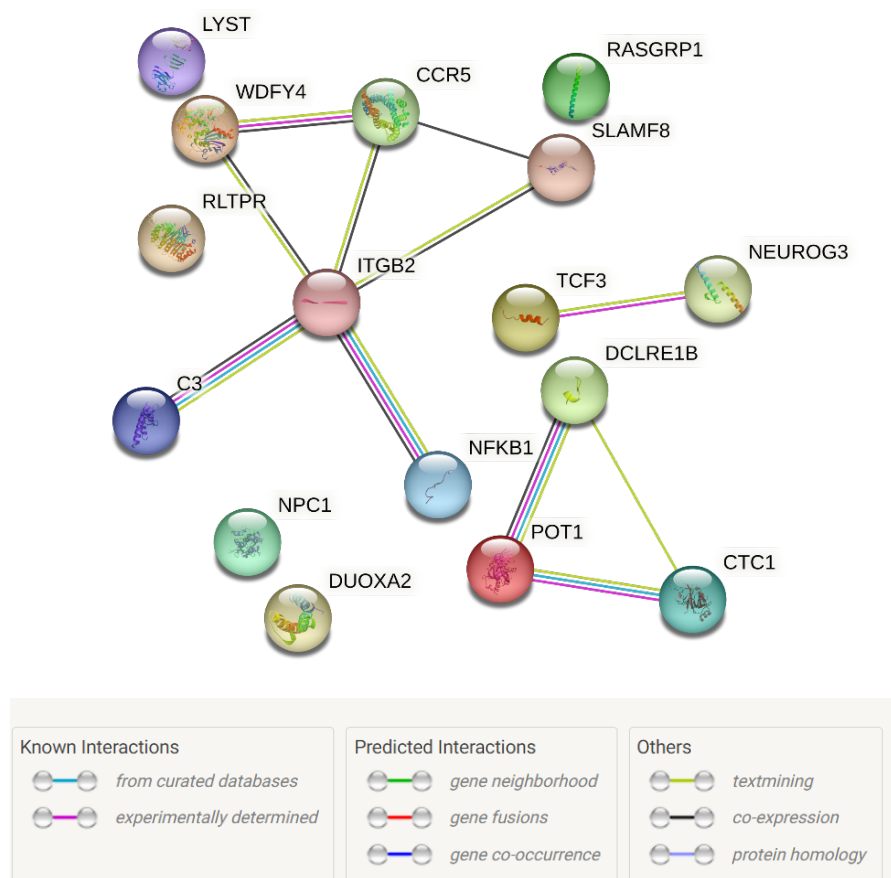 LYST
RASGRP1
CCR5
WDFY4
SLAMF8
RLTPR
NEUROG3
ITGB2
TCF3
DCLRE1B
C3
NFKB1
NPC1
POT1
CTC1
DUOXA2
Known Interactions
from curated databases
experimentally determined
Predicted Interactions
gene neighborhood
gene fusions
gene co-occurrence
Others
textmining
co-expression
protein homology